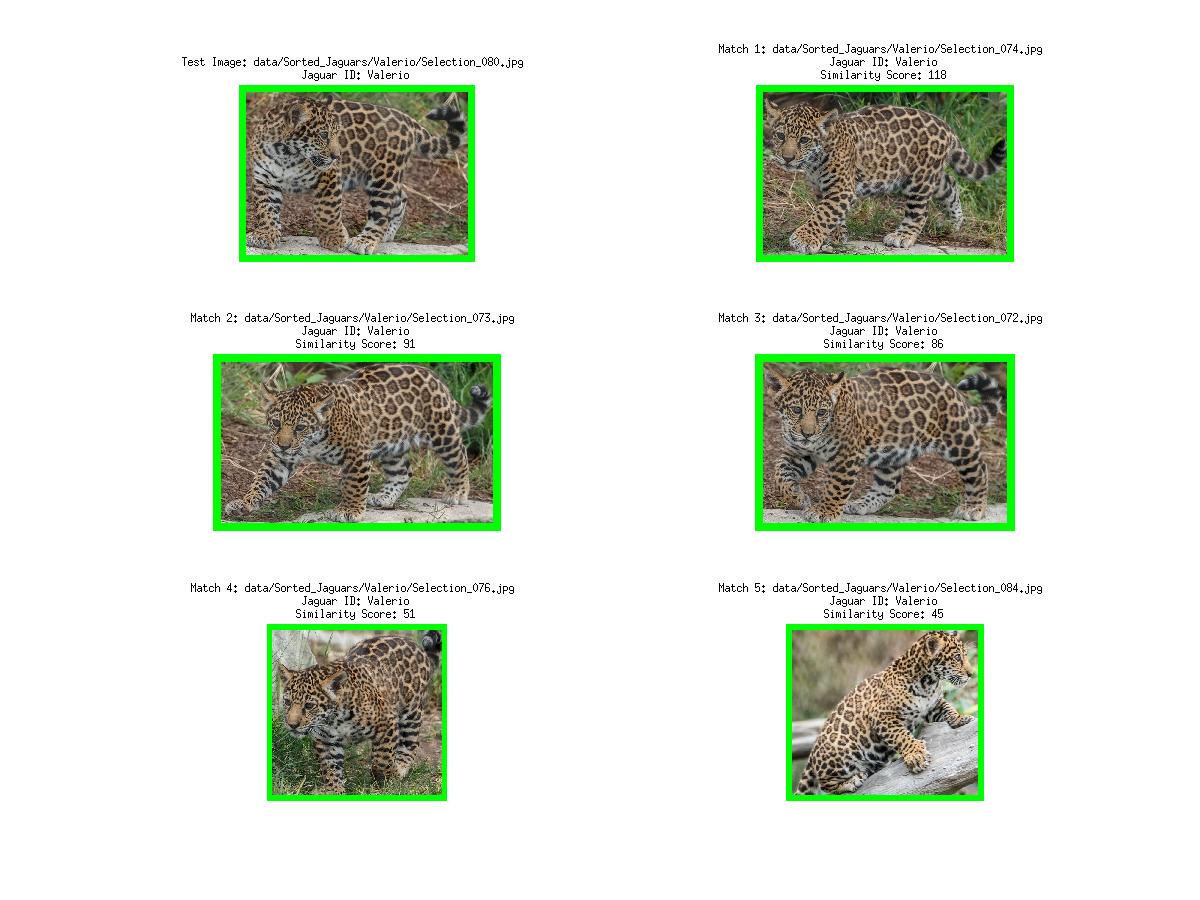 Test Image: data/Sorted_Jaguars/Valerio/Selection_080.jpg
Jaguar ID: Valerio
Match 1: data/Sorted_Jaguars/Valerio/Selection_074.jpg
Jaguar ID: Valerio
Similarity Score: 118
Match 2: data/Sorted_Jaguars/Valerio/Selection_073.jpg
Jaguar ID: Valerio
Similarity Score: 91
Match 3: data/Sorted_Jaguars/Valerio/Selection_072.jpg
Jaguar ID: Valerio
Similarity Score: 86
Match 4: data/Sorted_Jaguars/Valerio/Selection_076.jpg
Jaguar ID: Valerio
Similarity Score: 51
Match 5: data/Sorted_Jaguars/Valerio/Selection_084.jpg
Jaguar ID: Valerio
Similarity Score: 45